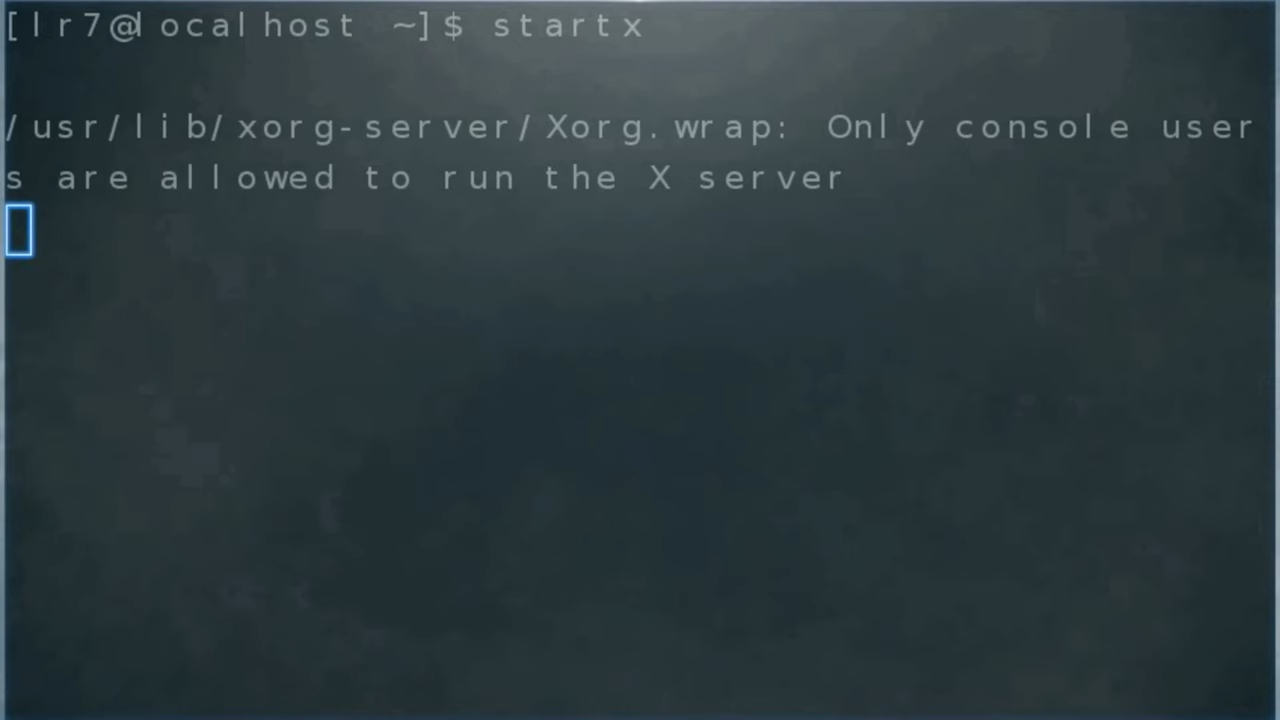 [lr7@localhost ~]$ startx
/usr/lib/xorg-server/Xorg.wrap: Only console user
s are allowed to run the X server